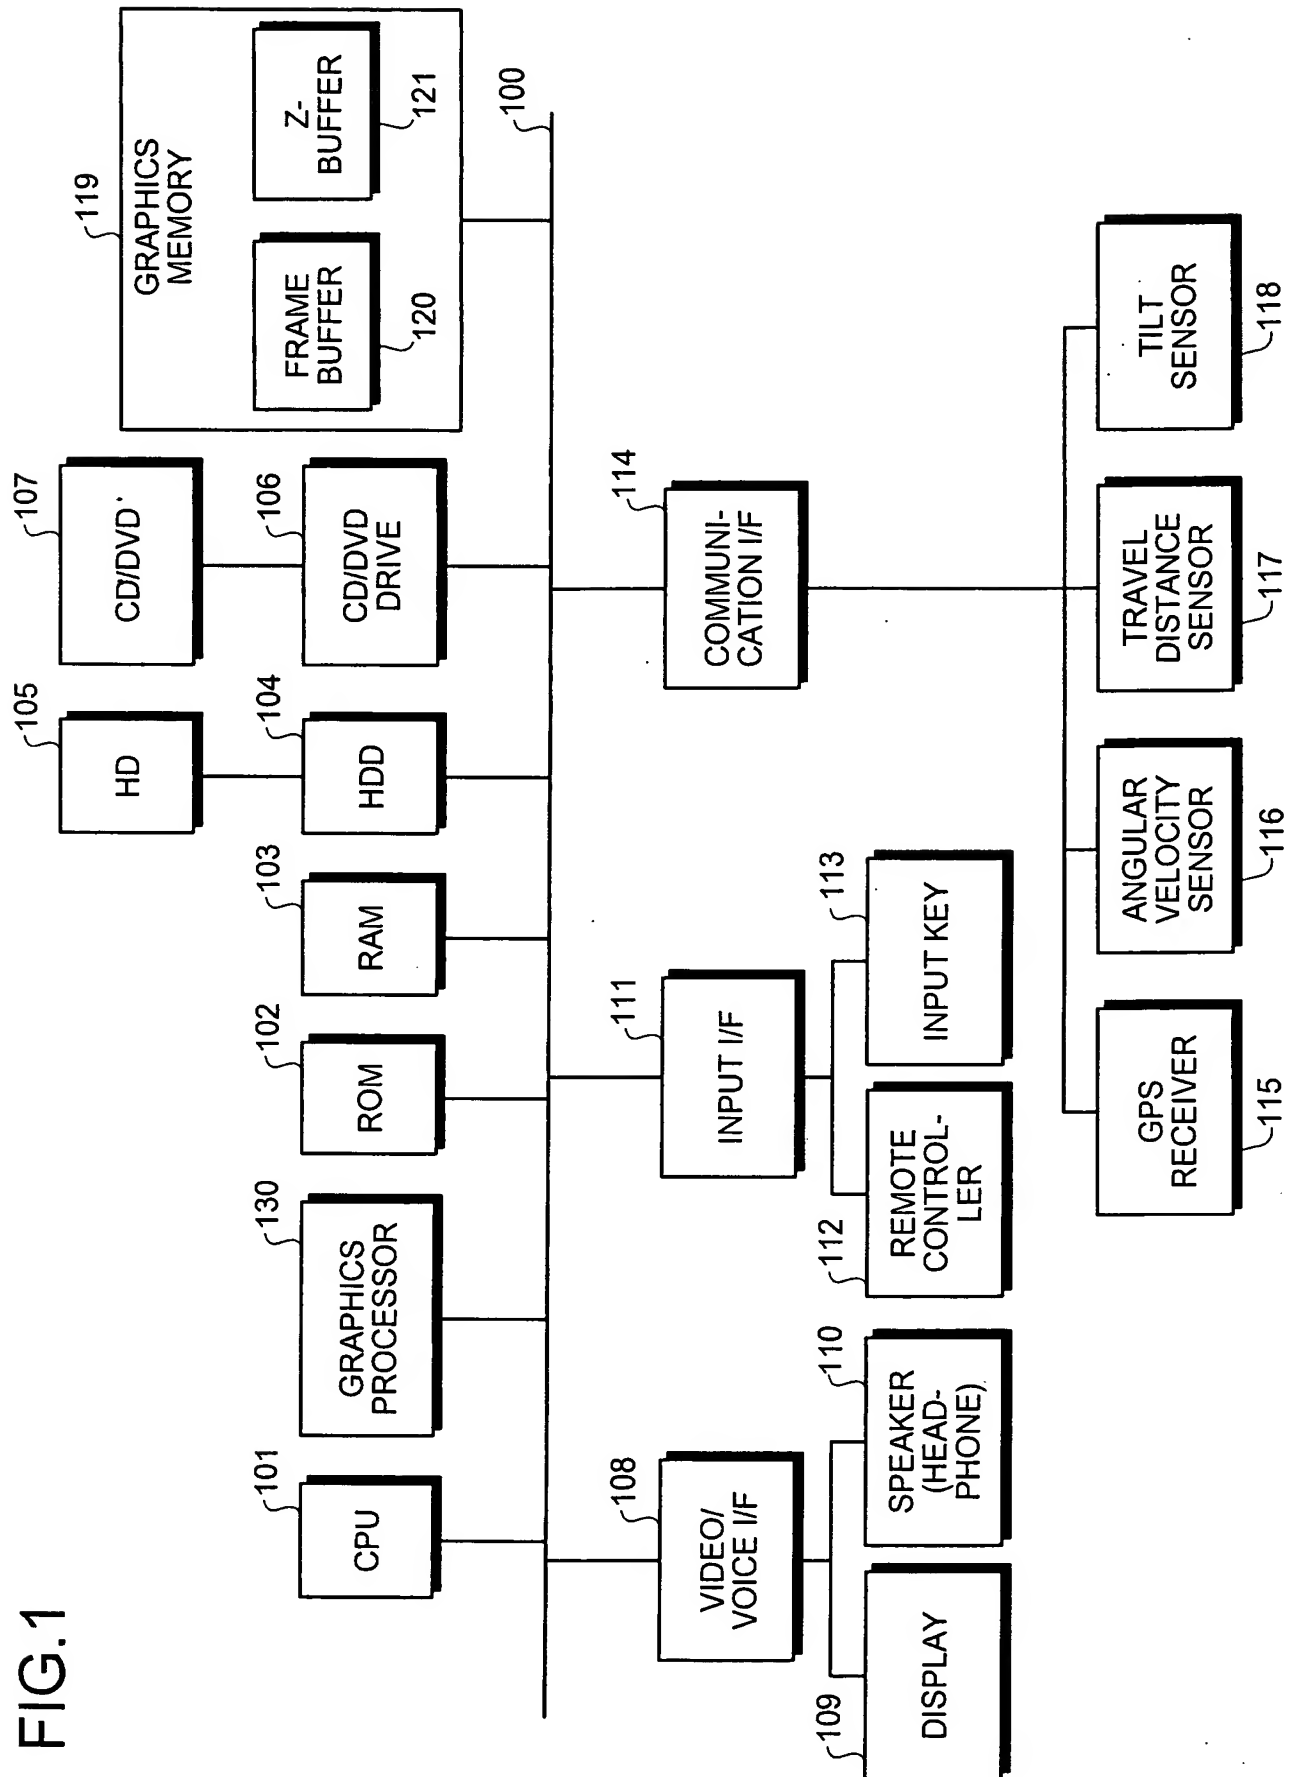 FIG.1
101
CPU
130
GRAPHICS
PROCESSOR
102
ROM
103
RAM
105
HD
104
HDD
107
CD/DVD
106
CD/DVD
DRIVE
119
GRAPHICS
MEMORY
FRAME
BUFFER
120
Z-
BUFFER
121
100
108
VIDEO/
VOICE I/F
109
DISPLAY
110
SPEAKER
(HEAD-
PHONE)
111
INPUT I/F
112
REMOTE
CONTROL-
LER
113
INPUT KEY
114
COMMUNI-
CATION I/F
GPS
RECEIVER
115
ANGULAR
VELOCITY
SENSOR
116
TRAVEL
DISTANCE
SENSOR
117
TILT
SENSOR
118